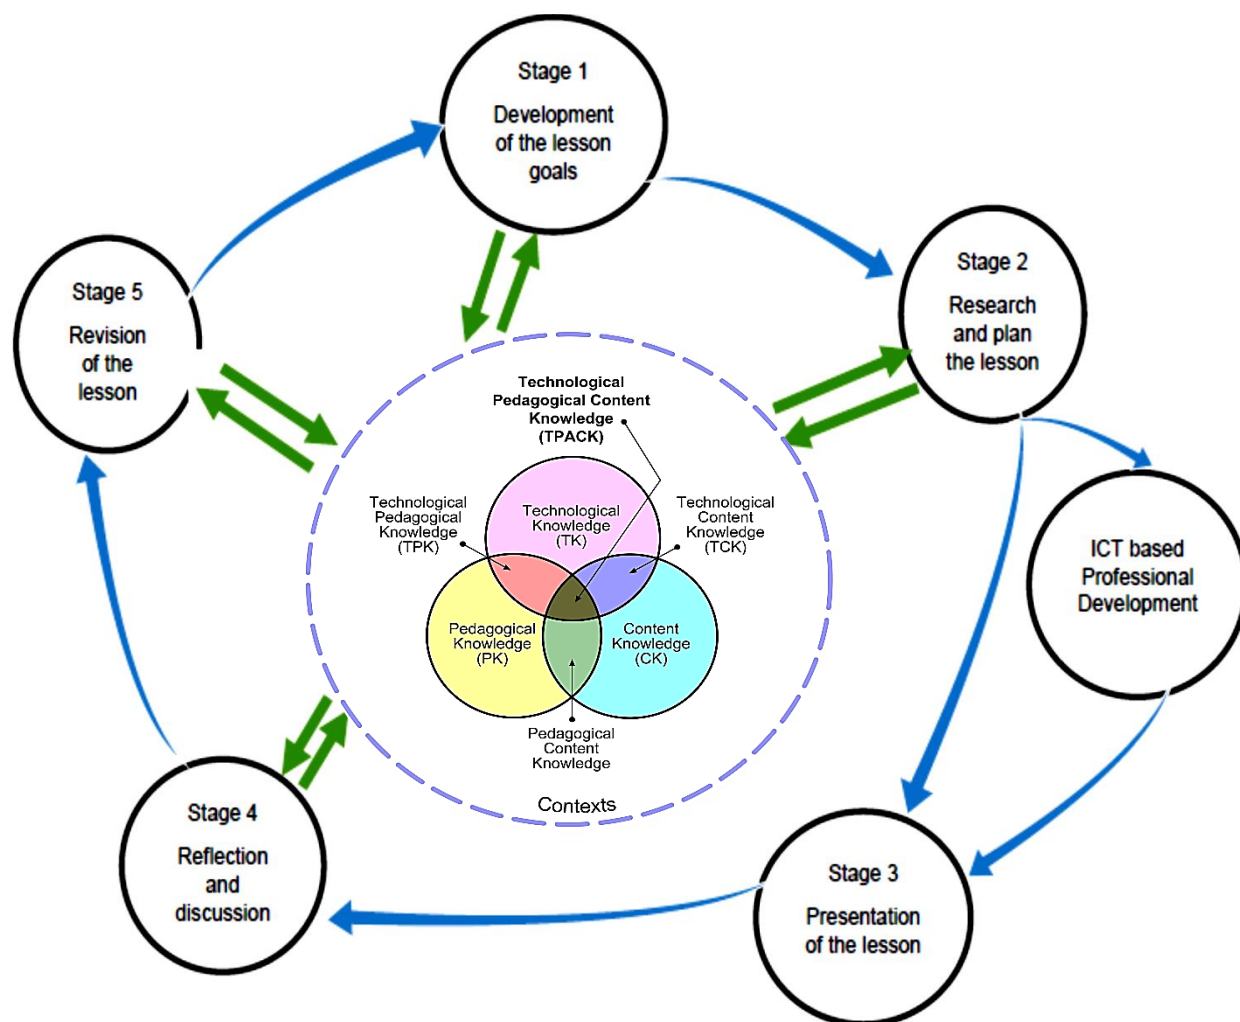 Stage 1
Development
of the lesson
goals
Stage 2
Research
and plan
the lesson
ICT based
Professional
Development
Stage 3
Presentation
of the lesson
Stage 4
Reflection
and
discussion
Stage 5
Revision
of the
lesson
Technological
Pedagogical Content
Knowledge
(TPACK)
Technological
Pedagogical
Knowledge
(TPK)
Technological
Knowledge
(TK)
Technological
Content
Knowledge
(TCK)
Pedagogical
Knowledge
(PK)
Content
Knowledge
(CK)
Pedagogical
Content
Knowledge
Contexts